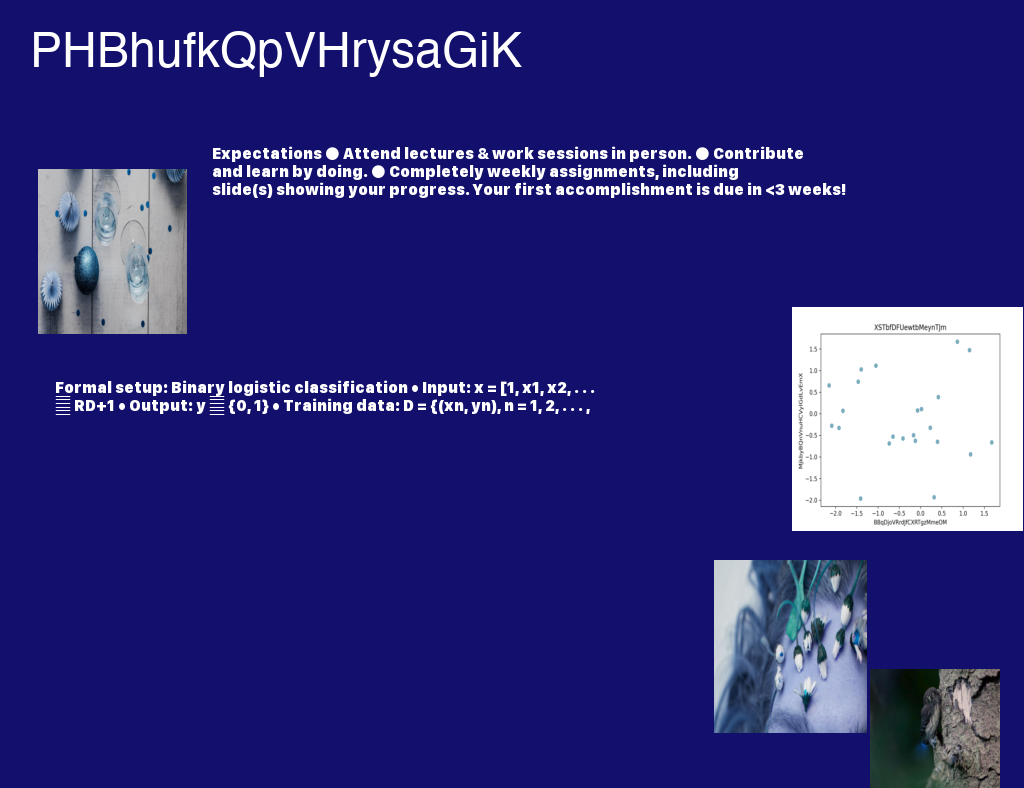 PHBhufkQpVHrysaGiK
Expectations ● Attend lectures & work sessions in person. ● Contribute
and learn by doing. ● Completely weekly assignments, including
slide(s) showing your progress. Your first accomplishment is due in <3 weeks!
Formal setup: Binary logistic classification • Input: x = [1, x1, x2, . . .
RD+1 • Output: y {0, 1} • Training data: D = {(xn, yn), n = 1, 2, . . . ,
XSTbfDFUewtbMeynTJm
1.5
1.0
0.5
0.0
−0.5
−1.0
−1.5
−2.0
−2.0 −1.5 −1.0 −0.5 0.0 0.5 1.0 1.5